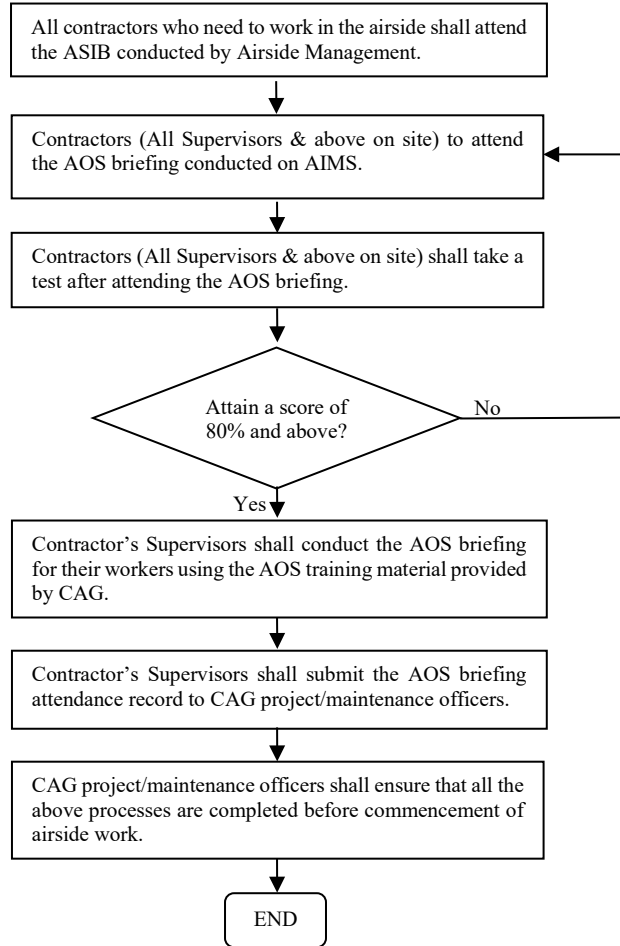 All contractors who need to work in the airside shall attend
the ASIB conducted by Airside Management.
Contractors (All Supervisors & above on site) to attend
the AOS briefing conducted on AIMS.
Contractors (All Supervisors & above on site) shall take a
test after attending the AOS briefing.
Attain a score of
80% and above?
No
Yes
Contractor’s Supervisors shall conduct the AOS briefing
for their workers using the AOS training material provided
by CAG.
Contractor’s Supervisors shall submit the AOS briefing
attendance record to CAG project/maintenance officers.
CAG project/maintenance officers shall ensure that all the
above processes are completed before commencement of
airside work.
END